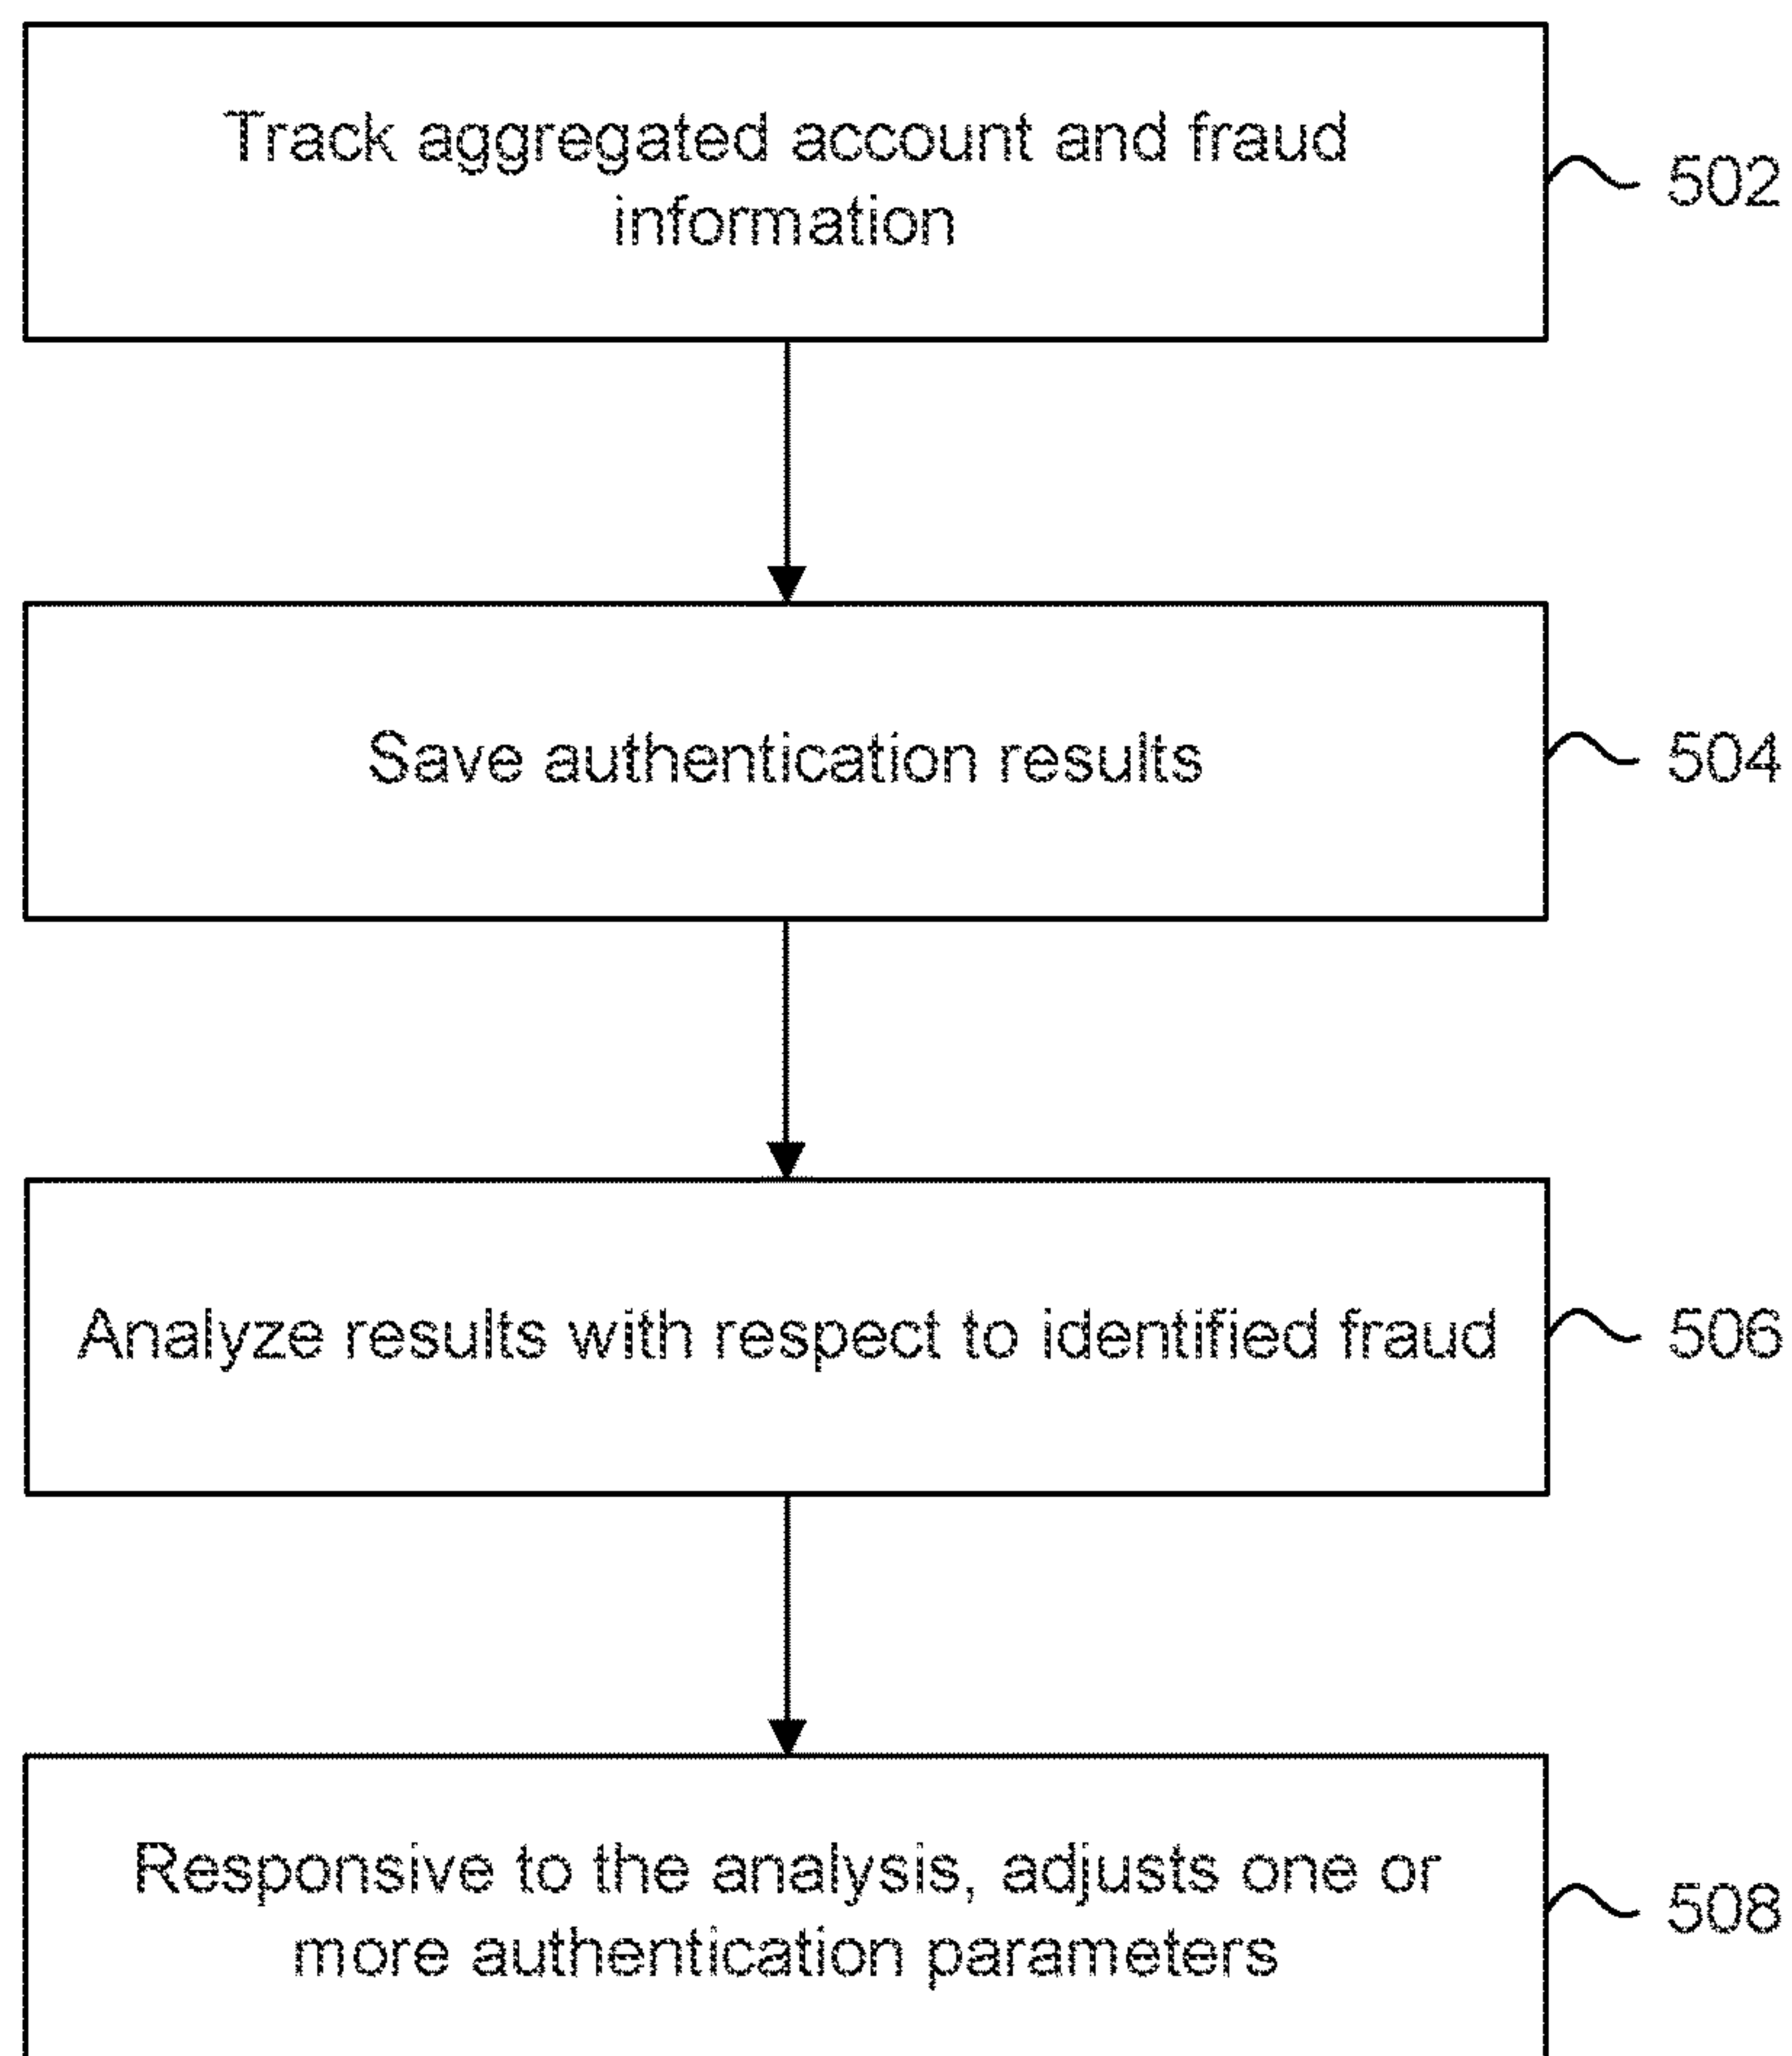 Track aggregated account and fraud
information
502
Save authentication results
504
Analyze results with respect to identified fraud
506
Responsive to the analysis, adjusts one or
more authentication parameters
508